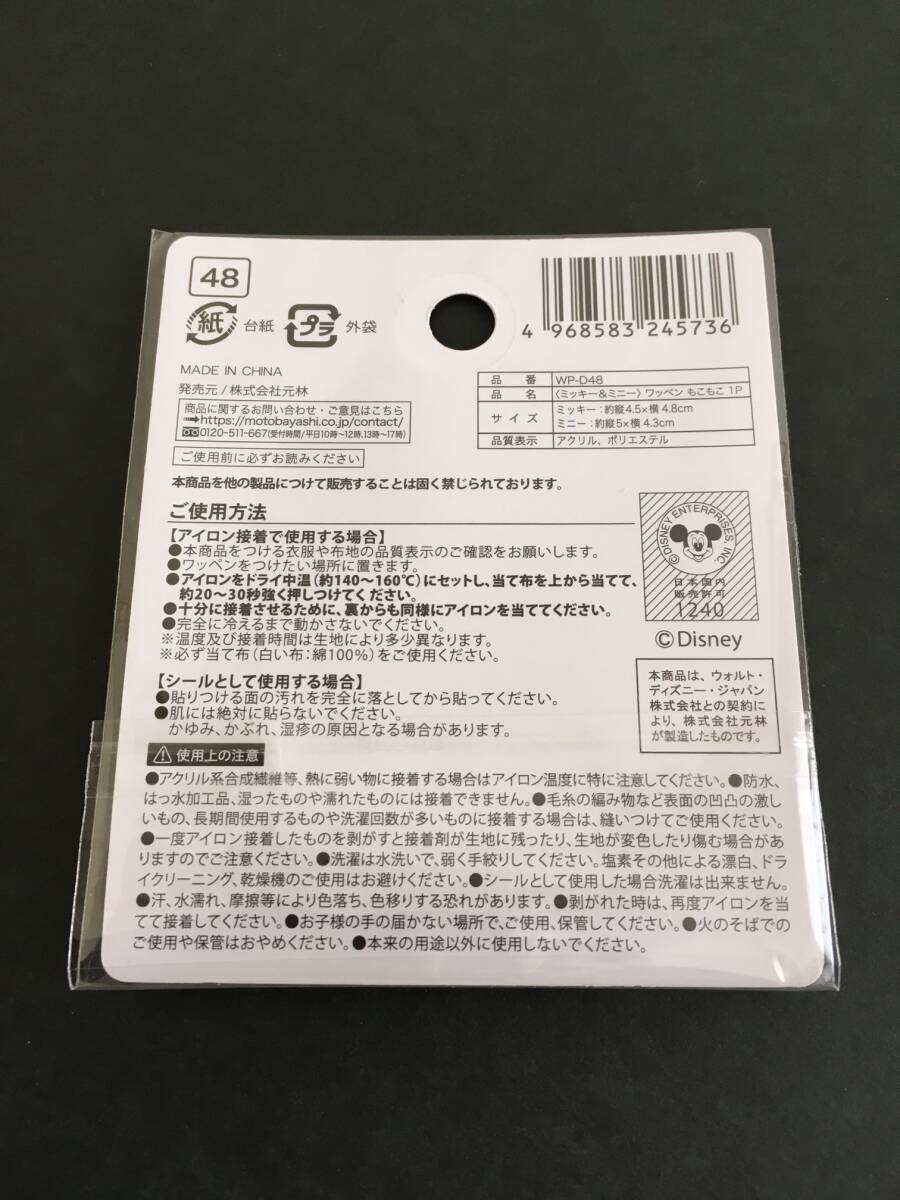 48
紙 台紙 プラ 外袋
4 968583 245736
MADE IN CHINA
発売元/株式会社元林
商品に関するお問い合わせ・ご意見はこちら
➡https://motobayashi.co.jp/contact/
0120-511-667(受付時間/平日10時〜12時,13時〜17時)
ご使用前に必ずお読みください
品番 WP-D48
品名 〈ミッキー&ミニー〉ワッペン もこもこ 1P
サイズ ミッキー:約縦4.5×横4.8cm
ミニー:約縦5×横4.3cm
品質表示 アクリル、ポリエステル
本商品を他の製品につけて販売することは固く禁じられております。
ご使用方法
【アイロン接着で使用する場合】
●本商品をつける衣服や布地の品質表示のご確認をお願いします。
●ワッペンをつけたい場所に置きます。
●アイロンをドライ中温(約140〜160℃)にセットし、当て布を上から当てて、
約20〜30秒強く押しつけてください。
●十分に接着させるために、裏からも同様にアイロンを当ててください。
●完全に冷えるまで動かさないでください。
※温度及び接着時間は生地により多少異なります。
※必ず当て布(白い布:綿100%)をご使用ください。
【シールとして使用する場合】
●貼りつける面の汚れを完全に落としてから貼ってください。
●肌には絶対に貼らないでください。
かゆみ、かぶれ、湿疹の原因となる場合があります。
©DISNEY ENTERPRISES, INC.
日本国内
販売許可
1240
©Disney
本商品は、ウォルト・
ディズニー・ジャパン
株式会社との契約に
より、株式会社元林
が製造したものです。
⚠使用上の注意
●アクリル系合成繊維等、熱に弱い物に接着する場合はアイロン温度に特に注意してください。●防水、
はっ水加工品、湿ったものや濡れたものには接着できません。●毛糸の編み物など表面の凹凸の激し
いもの、長期間使用するものや洗濯回数が多いものに接着する場合は、縫いつけてご使用ください。
●一度アイロン接着したものを剥がすと接着剤が生地に残ったり、生地が変色したり傷む場合があ
りますのでご注意ください。●洗濯は水洗いで、弱く手絞りしてください。塩素その他による漂白、ドラ
イクリーニング、乾燥機のご使用はお避けください。●シールとして使用した場合洗濯は出来ません。
●汗、水濡れ、摩擦等により色落ち、色移りする恐れがあります。●剥がれた時は、再度アイロンを当
てて接着してください。●お子様の手の届かない場所で、ご使用、保管してください。●火のそばでの
ご使用や保管はおやめください。●本来の用途以外に使用しないでください。